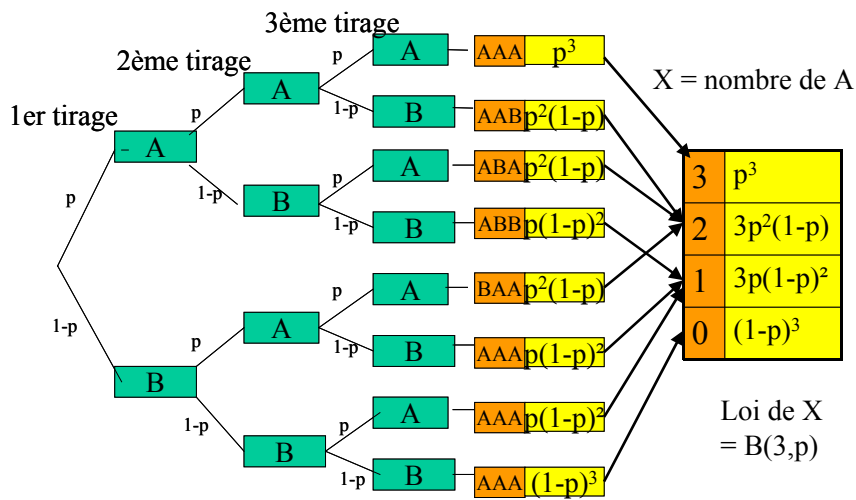 3ème tirage
2ème tirage
1er tirage
X = nombre de A
p
A
AAA p³
p
A
1-p
B
AAB p²(1-p)
A
p
1-p
B
p
A
ABA p²(1-p)
1-p
B
ABB p(1-p)²
3 p³
2 3p²(1-p)
1 3p(1-p)²
0 (1-p)³
p
1-p
B
p
A
p
A
BAA p²(1-p)
1-p
B
AAA p(1-p)²
1-p
B
p
A
AAA p(1-p)²
1-p
B
AAA (1-p)³
Loi de X
= B(3,p)